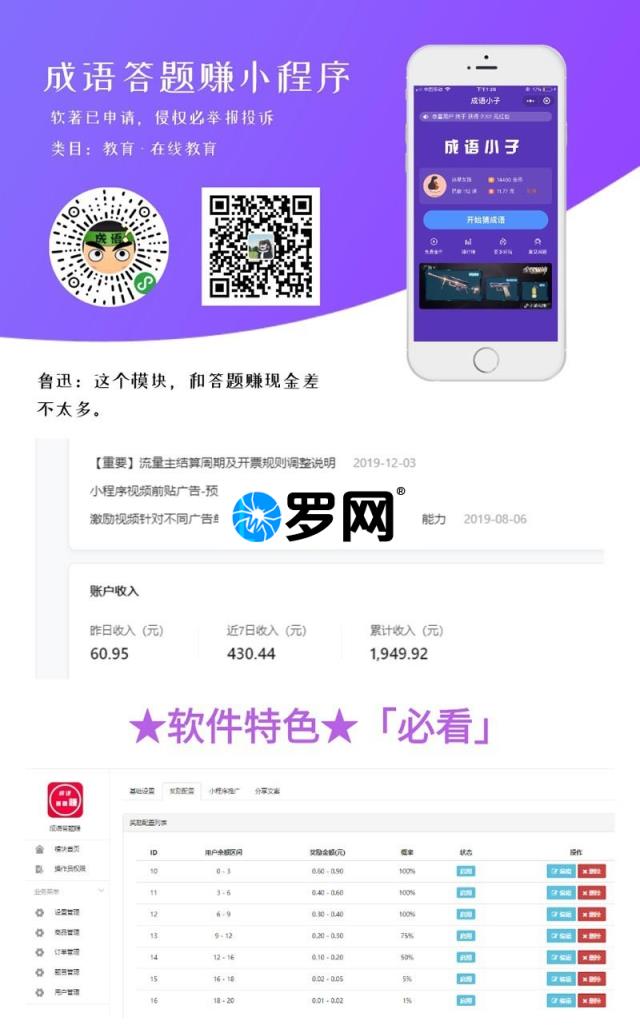 成语答题赚小程序
软著已申请，侵权必举报投诉
类目：教育·在线教育
成语
下午1:28
成语小子
成语小子
开始猜成语
鲁迅：这个模块，和答题赚现金差
不太多。
【重要】流量主结算周期及开票规则调整说明 2019-12-03
小程序视频前贴广告-预
激励视频针对不同广告 能力 2019-08-06
罗网®
账户收入
昨日收入（元） 近7日收入（元） 累计收入（元）
60.95 430.44 1,949.92
★软件特色★「必看」
成语答题赚
模块首页
操作员权限
业务菜单
设置管理
商品管理
订单管理
题目管理
用户管理
基础设置 奖励配置 小程序推广 分享文案
奖励配置列表
ID 用户余额区间 奖励金额(元) 概率 状态 操作
10 0 - 3 0.60 - 0.90 100% 启用 编辑 删除
11 3 - 6 0.40 - 0.60 100% 启用 编辑 删除
12 6 - 9 0.30 - 0.40 100% 启用 编辑 删除
13 9 - 12 0.20 - 0.30 75% 启用 编辑 删除
14 12 - 16 0.10 - 0.20 50% 启用 编辑 删除
15 16 - 18 0.02 - 0.05 5% 启用 编辑 删除
16 18 - 20 0.01 - 0.02 1% 启用 编辑 删除